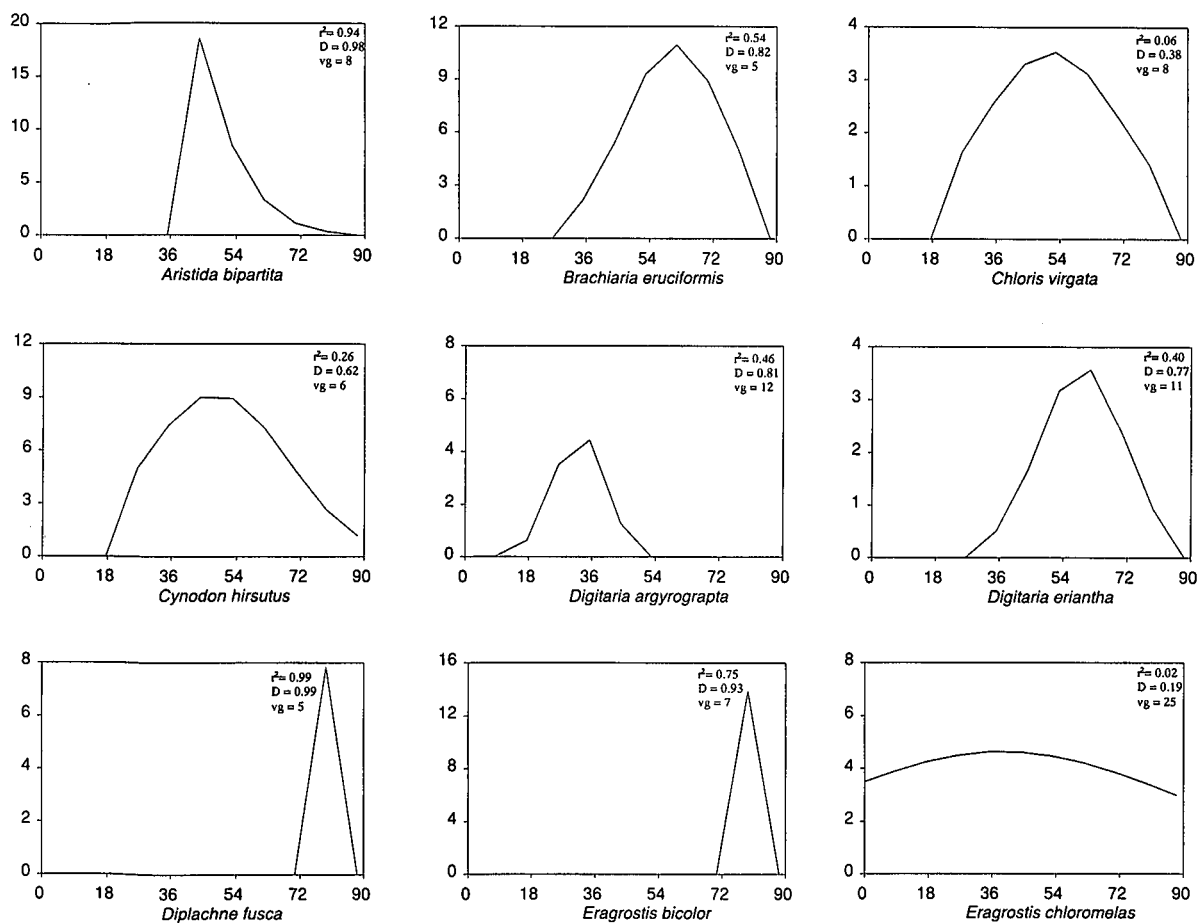 20
15
10
5
0
r²= 0.94
D = 0.98
vg = 8
0 18 36 54 72 90
Aristida bipartita
12
9
6
3
0
r²= 0.54
D = 0.82
vg = 5
0 18 36 54 72 90
Brachiaria eruciformis
4
3
2
1
0
r²= 0.06
D = 0.38
vg = 8
0 18 36 54 72 90
Chloris virgata
12
9
6
3
0
r²= 0.26
D = 0.62
vg = 6
0 18 36 54 72 90
Cynodon hirsutus
8
6
4
2
0
r²= 0.46
D = 0.81
vg = 12
0 18 36 54 72 90
Digitaria argyrograpta
4
3
2
1
0
r²= 0.40
D = 0.77
vg = 11
0 18 36 54 72 90
Digitaria eriantha
8
6
4
2
0
r²= 0.99
D = 0.99
vg = 5
0 18 36 54 72 90
Diplachne fusca
16
12
8
4
0
r²= 0.75
D = 0.93
vg = 7
0 18 36 54 72 90
Eragrostis bicolor
8
6
4
2
0
r²= 0.02
D = 0.19
vg = 25
0 18 36 54 72 90
Eragrostis chloromelas